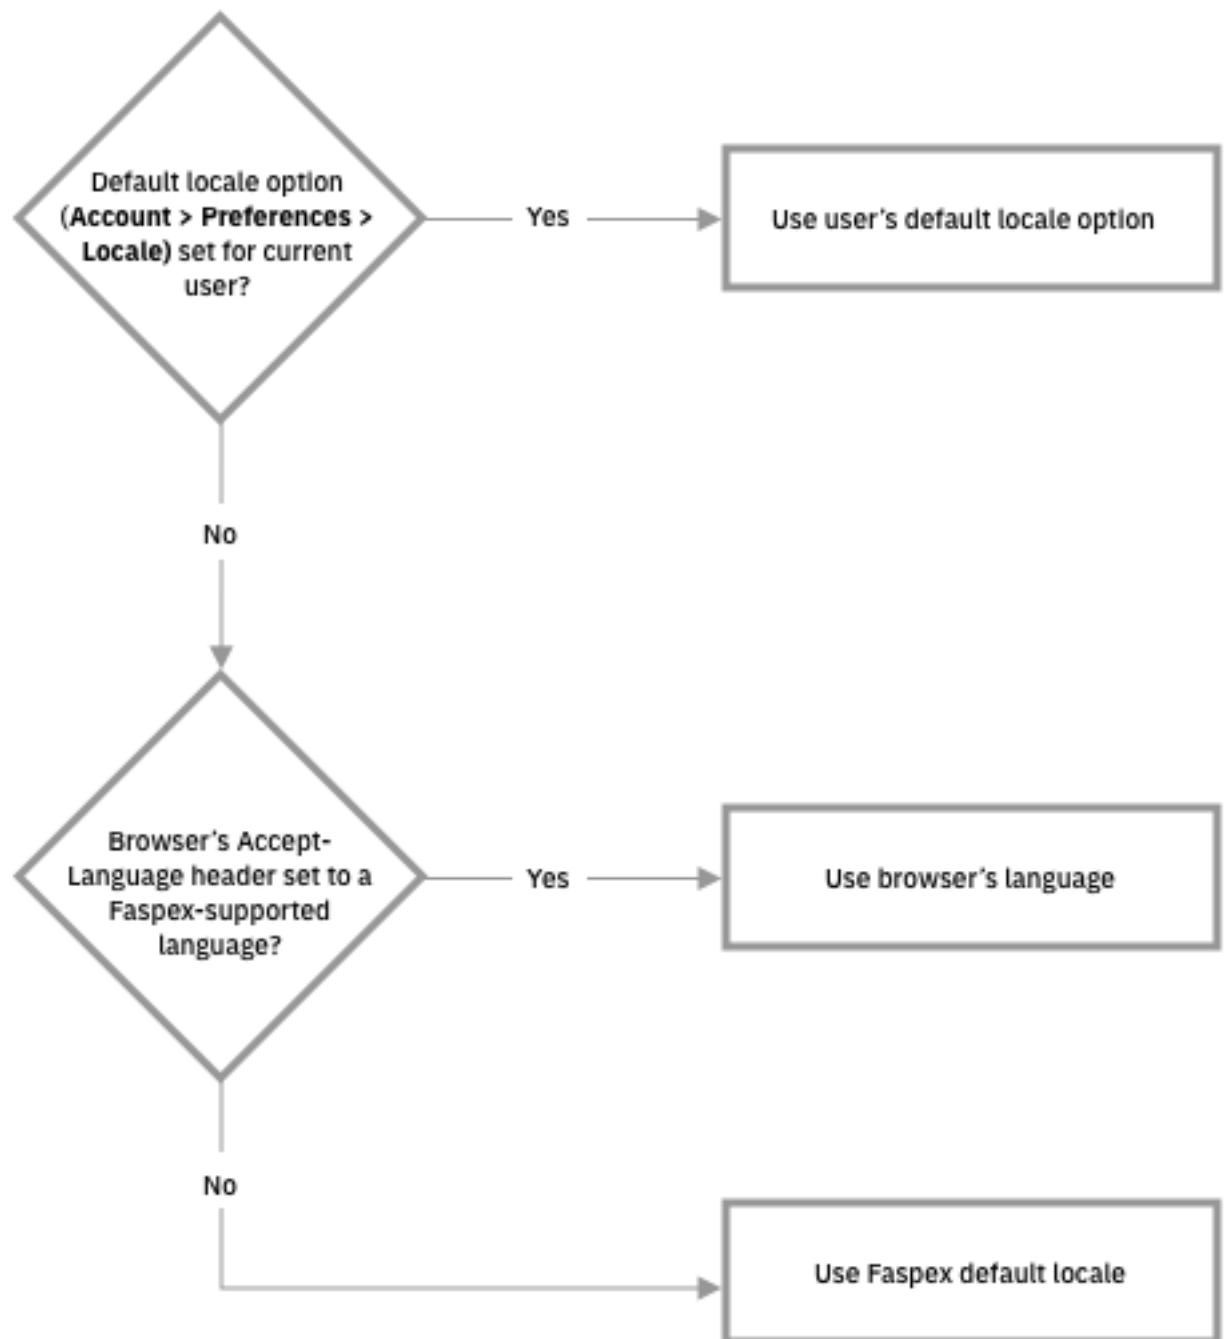 Default locale option
(Account > Preferences >
Locale) set for current
user?
Yes
Use user's default locale option
No
Browser's Accept-
Language header set to a
Faspex-supported
language?
Yes
Use browser's language
No
Use Faspex default locale